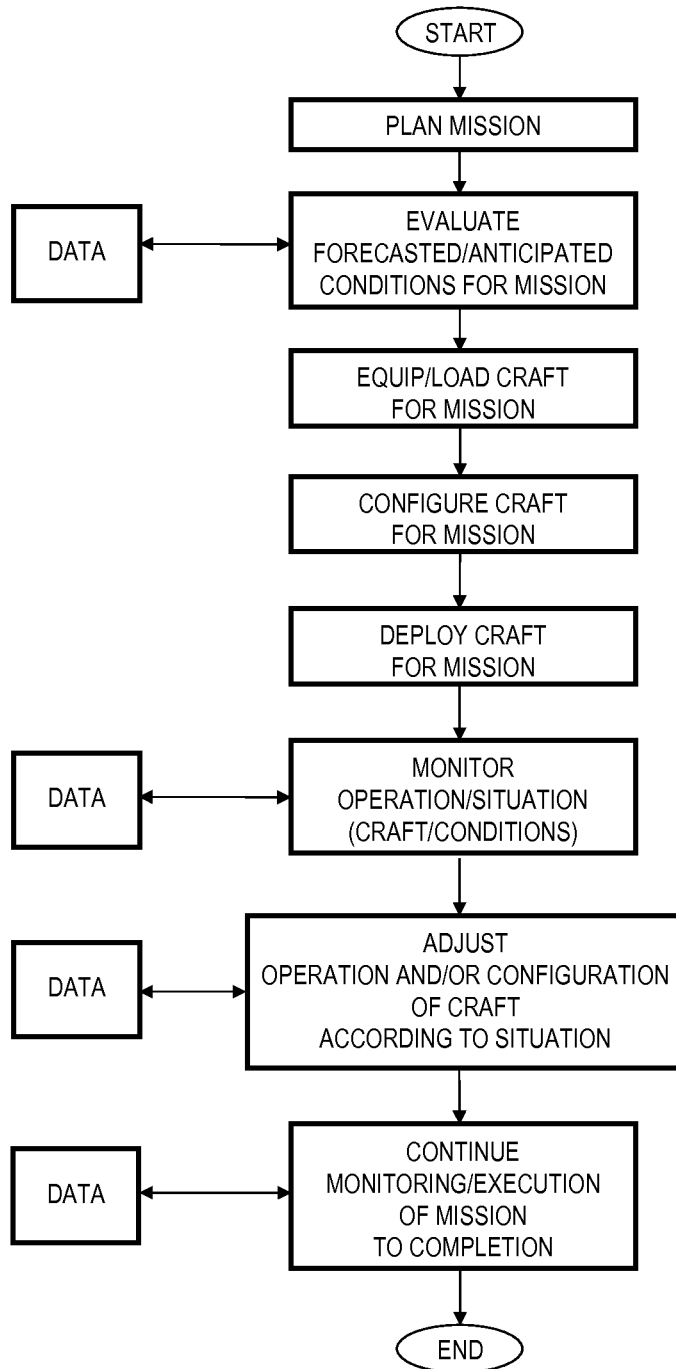 START
PLAN MISSION
DATA
EVALUATE
FORECASTED/ANTICIPATED
CONDITIONS FOR MISSION
EQUIP/LOAD CRAFT
FOR MISSION
CONFIGURE CRAFT
FOR MISSION
DEPLOY CRAFT
FOR MISSION
DATA
MONITOR
OPERATION/SITUATION
(CRAFT/CONDITIONS)
DATA
ADJUST
OPERATION AND/OR CONFIGURATION
OF CRAFT
ACCORDING TO SITUATION
DATA
CONTINUE
MONITORING/EXECUTION
OF MISSION
TO COMPLETION
END